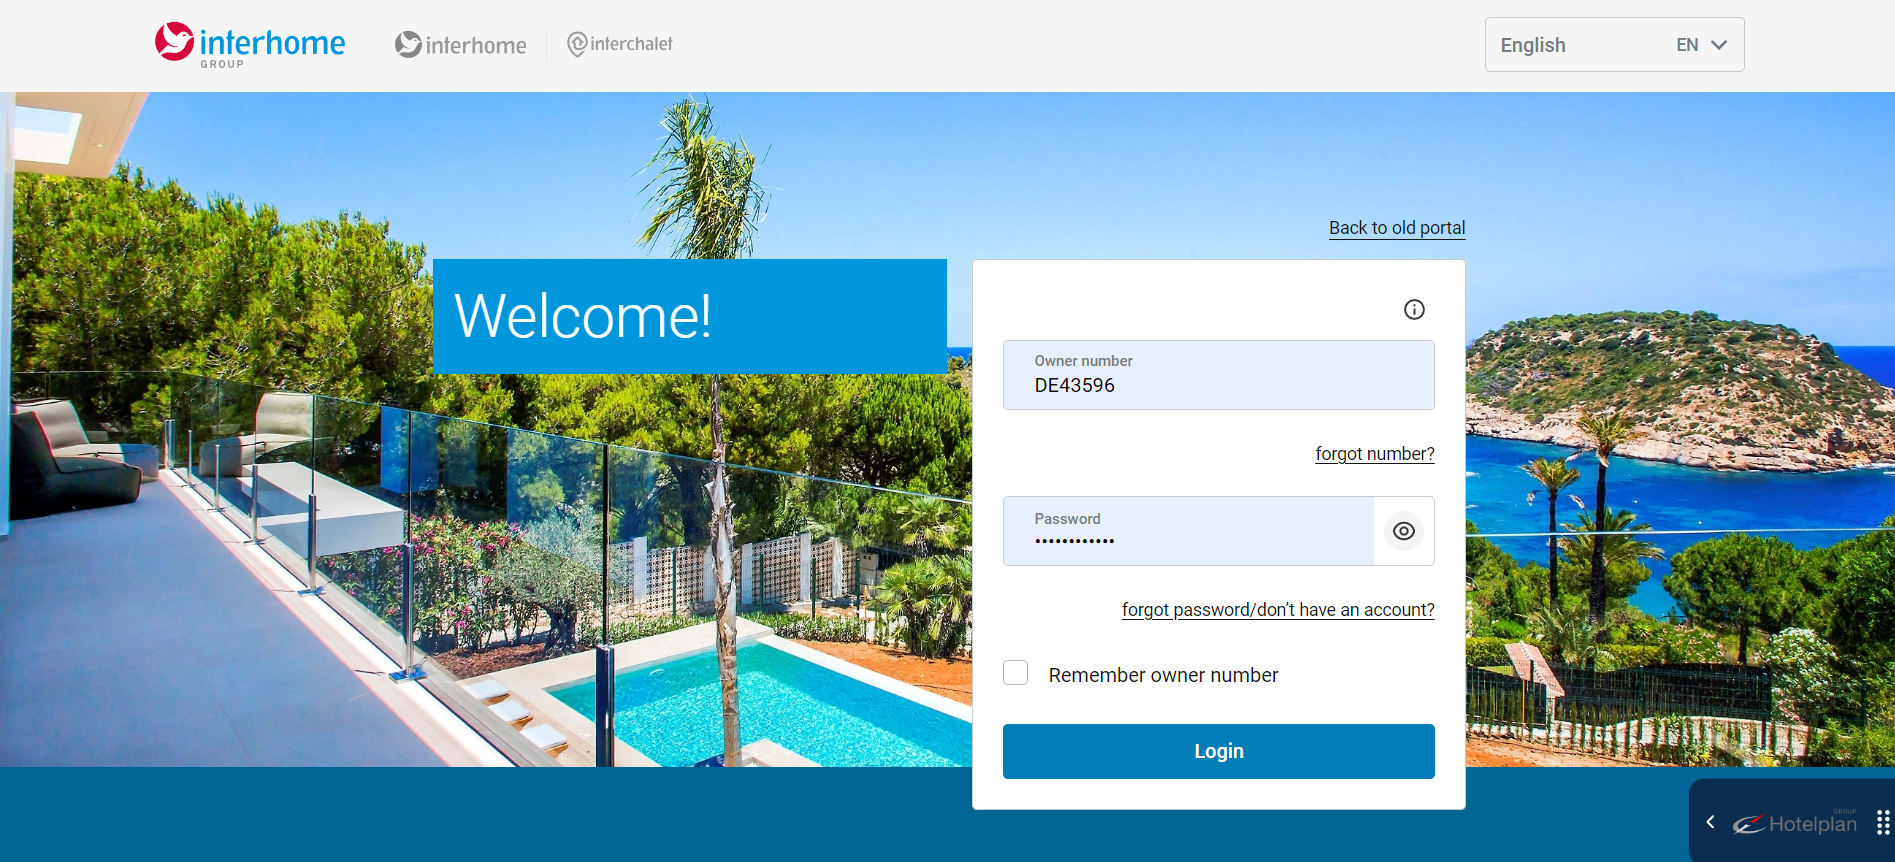 interhome
GROUP
interhome
interchalet
English
EN
Back to old portal
Welcome!
Owner number
DE43596
forgot number?
Password
••••••••••••
forgot password/don’t have an account?
Remember owner number
Login
GROUP
Hotelplan